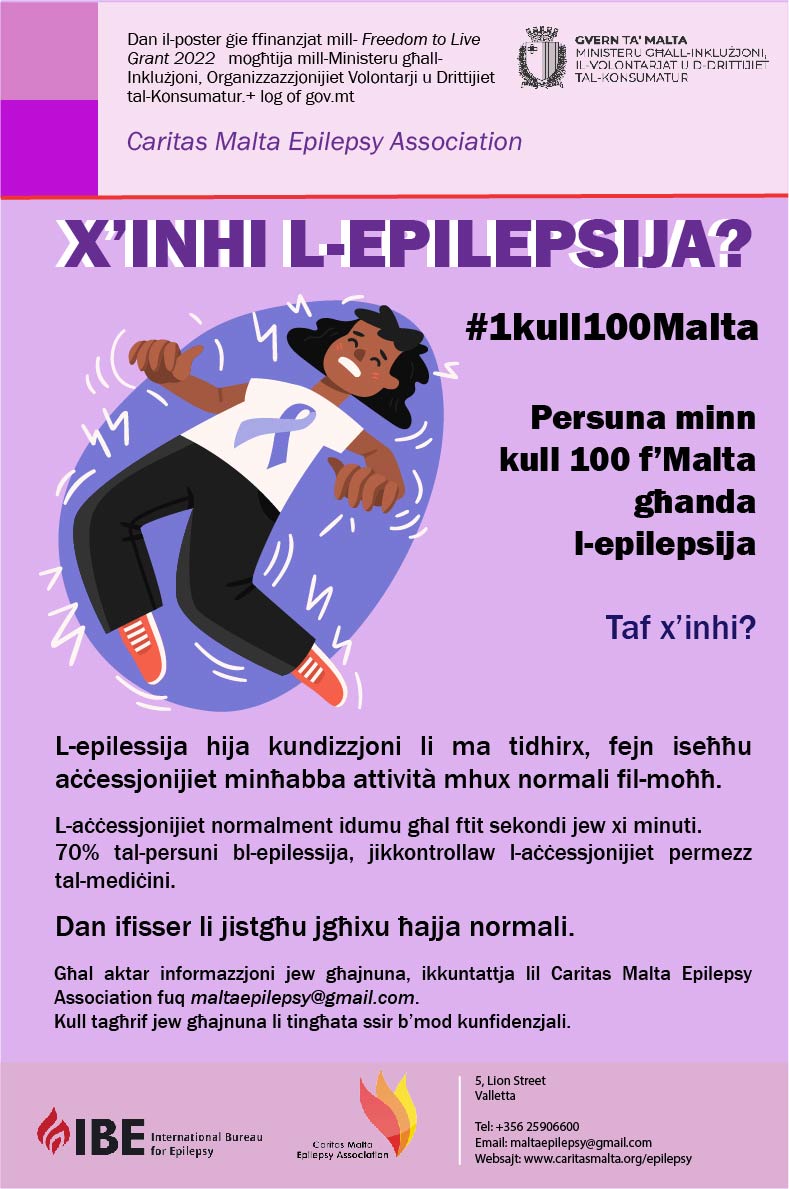 Dan il-poster gie ffinanzjat mill- Freedom to Live
Grant 2022 mogħtija mill-Ministeru għall-
Inklużjoni, Organizzazzjonijiet Volontarji u Drittijiet
tal-Konsumatur.+ log of gov.mt
GVERN TA' MALTA
MINISTERU GĦALL-INKLUŻJONI,
IL-VOLONTARJAT U D-DRITTIJIET
TAL-KONSUMATUR
Caritas Malta Epilepsy Association
X'INHI L-EPILEPSIJA?
#1kull100Malta
Persuna minn
kull 100 f'Malta
għanda
l-epilepsija
Taf x'inhi?
L-epilessija hija kundizzjoni li ma tidhirx, fejn iseħħu
aċċessjonijiet minħabba attività mhux normali fil-moħħ.
L-aċċessjonijiet normalment idumu għal ftit sekondi jew xi minuti.
70% tal-persuni bl-epilessija, jikkontrollaw l-aċċessjonijiet permezz
tal-mediċini.
Dan ifisser li jistgħu jgħixu ħajja normali.
Għal aktar informazzjoni jew għajnuna, ikkuntattja lil Caritas Malta Epilepsy
Association fuq maltaepilepsy@gmail.com.
Kull tagħrif jew għajnuna li tingħata ssir b'mod kunfidenzjali.
IBE International Bureau
for Epilepsy
Caritas Malta
Epilepsy Association
5, Lion Street
Valletta
Tel: +356 25906600
Email: maltaepilepsy@gmail.com
Websajt: www.caritasmalta.org/epilepsy